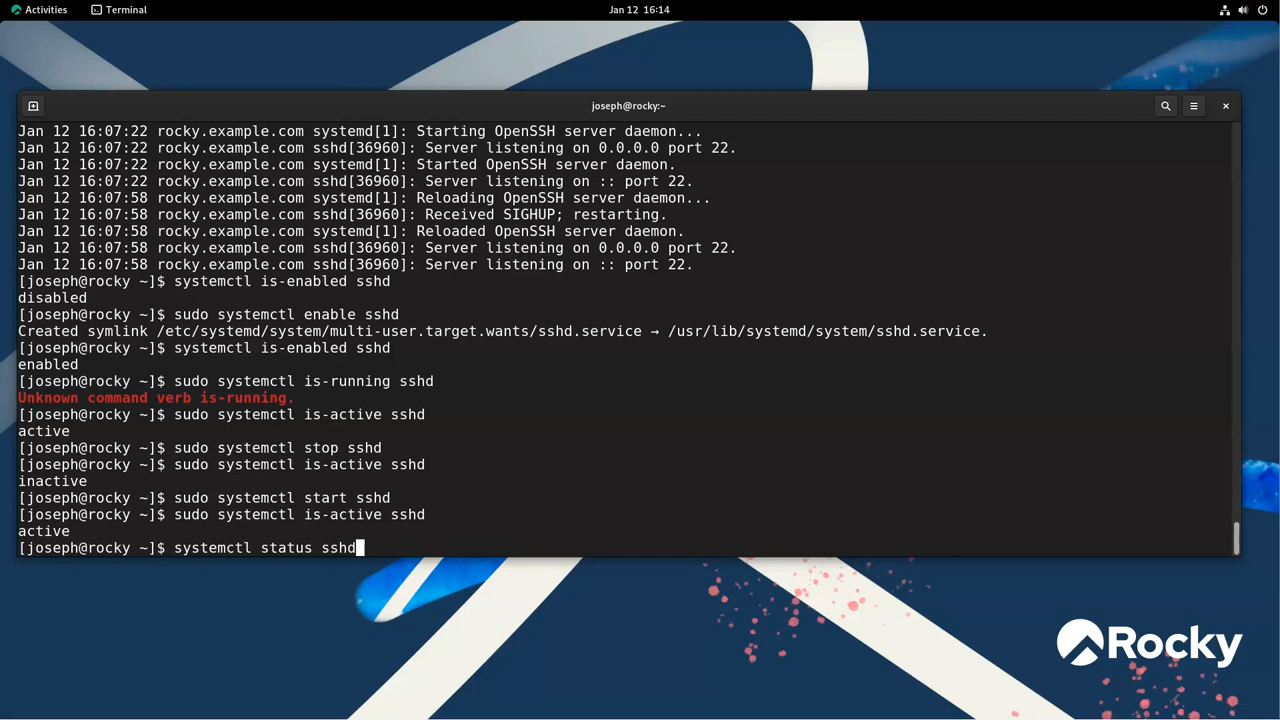 Activities
Terminal
Jan 12 16:14
joseph@rocky:~
Jan 12 16:07:22 rocky.example.com systemd[1]: Starting OpenSSH server daemon...
Jan 12 16:07:22 rocky.example.com sshd[36960]: Server listening on 0.0.0.0 port 22.
Jan 12 16:07:22 rocky.example.com systemd[1]: Started OpenSSH server daemon.
Jan 12 16:07:22 rocky.example.com sshd[36960]: Server listening on :: port 22.
Jan 12 16:07:58 rocky.example.com systemd[1]: Reloading OpenSSH server daemon...
Jan 12 16:07:58 rocky.example.com sshd[36960]: Received SIGHUP; restarting.
Jan 12 16:07:58 rocky.example.com systemd[1]: Reloaded OpenSSH server daemon.
Jan 12 16:07:58 rocky.example.com sshd[36960]: Server listening on 0.0.0.0 port 22.
Jan 12 16:07:58 rocky.example.com sshd[36960]: Server listening on :: port 22.
[joseph@rocky ~]$ systemctl is-enabled sshd
disabled
[joseph@rocky ~]$ sudo systemctl enable sshd
Created symlink /etc/systemd/system/multi-user.target.wants/sshd.service → /usr/lib/systemd/system/sshd.service.
[joseph@rocky ~]$ systemctl is-enabled sshd
enabled
[joseph@rocky ~]$ sudo systemctl is-running sshd
Unknown command verb is-running.
[joseph@rocky ~]$ sudo systemctl is-active sshd
active
[joseph@rocky ~]$ sudo systemctl stop sshd
[joseph@rocky ~]$ sudo systemctl is-active sshd
inactive
[joseph@rocky ~]$ sudo systemctl start sshd
[joseph@rocky ~]$ sudo systemctl is-active sshd
active
[joseph@rocky ~]$ systemctl status sshd
Rocky